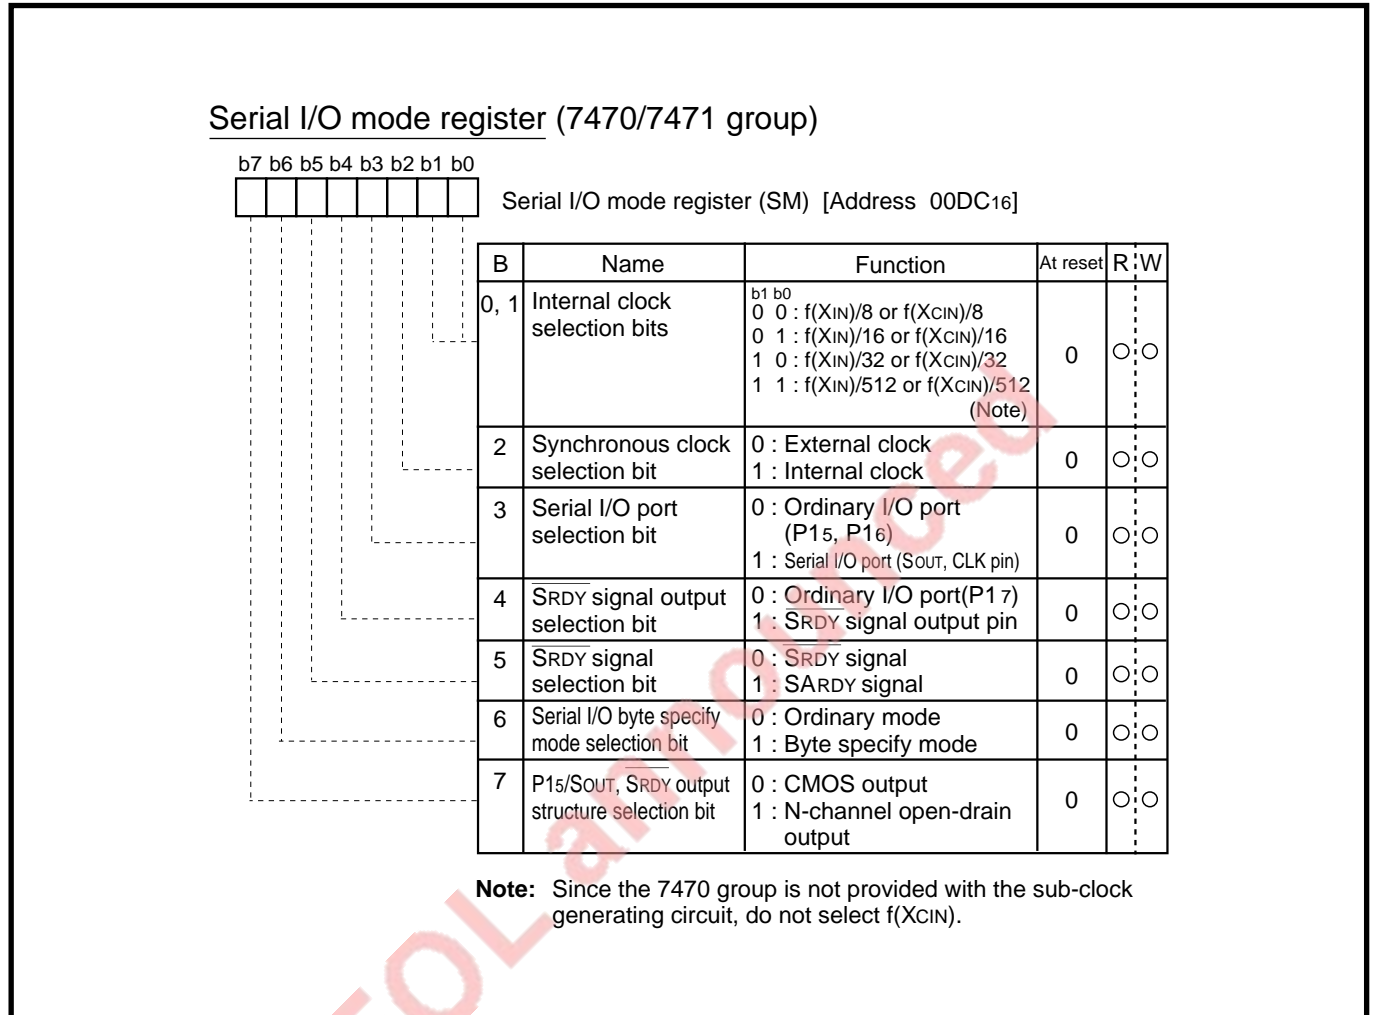 Serial I/O mode register (7470/7471 group)
b7 b6 b5 b4 b3 b2 b1 b0
Serial I/O mode register (SM) [Address 00DC16]
B Name Function At reset R W
0, 1 Internal clock selection bits
b1 b0
0 0 : f(XIN)/8 or f(XCIN)/8
0 1 : f(XIN)/16 or f(XCIN)/16
1 0 : f(XIN)/32 or f(XCIN)/32
1 1 : f(XIN)/512 or f(XCIN)/512
(Note)
0 ○ ○
2 Synchronous clock selection bit
0 : External clock
1 : Internal clock
0 ○ ○
3 Serial I/O port selection bit
0 : Ordinary I/O port
(P15, P16)
1 : Serial I/O port (SOUT, CLK pin)
0 ○ ○
4 SRDY signal output selection bit
0 : Ordinary I/O port(P17)
1 : SRDY signal output pin
0 ○ ○
5 SRDY signal selection bit
0 : SRDY signal
1 : SARDY signal
0 ○ ○
6 Serial I/O byte specify mode selection bit
0 : Ordinary mode
1 : Byte specify mode
0 ○ ○
7 P15/SOUT, SRDY output structure selection bit
0 : CMOS output
1 : N-channel open-drain
output
0 ○ ○
Note: Since the 7470 group is not provided with the sub-clock
generating circuit, do not select f(XCIN).
EOL announced